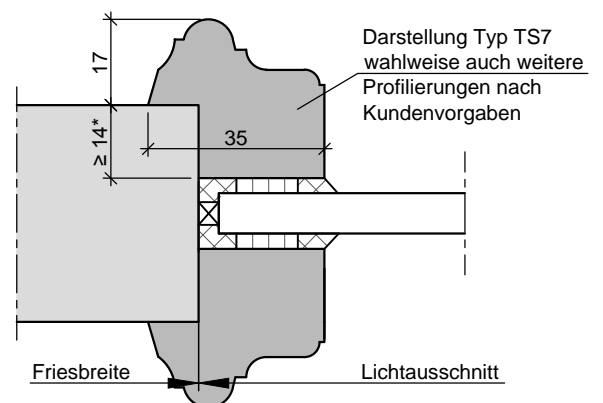 Darstellung Typ TS7
wahlweise auch weitere
Profilierungen nach
Kundenvorgaben
17
≥ 14*
35
Friesbreite
Lichtausschnitt